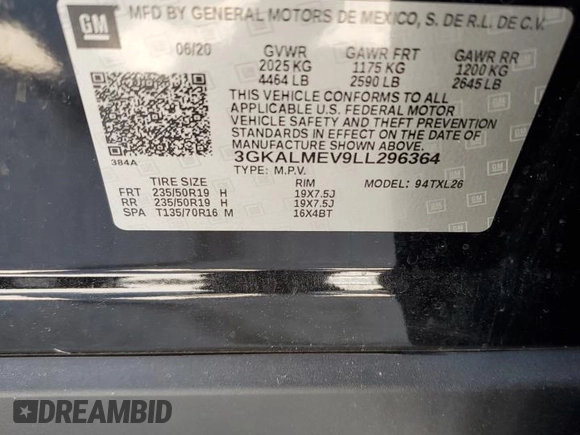 GM
MFD BY GENERAL MOTORS DE MEXICO, S. DE R.L. DE C.V.
06/20 GVWR GAWR FRT GAWR RR
2025 KG 1175 KG 1200 KG
4464 LB 2590 LB 2645 LB
THIS VEHICLE CONFORMS TO ALL
APPLICABLE U.S. FEDERAL MOTOR
VEHICLE SAFETY, BUMPER, AND THEFT PREVENTION
STANDARDS IN EFFECT ON THE DATE OF
MANUFACTURE SHOWN ABOVE.
384A 3GKALMEV9LL296364
TYPE: M.P.V. MODEL: 94TXL26
TIRE SIZE RIM
FRT 235/50R19 H 19X7.5J
RR 235/50R19 H 19X7.5J
SPA T135/70R16 M 16X4BT
DREAMBID